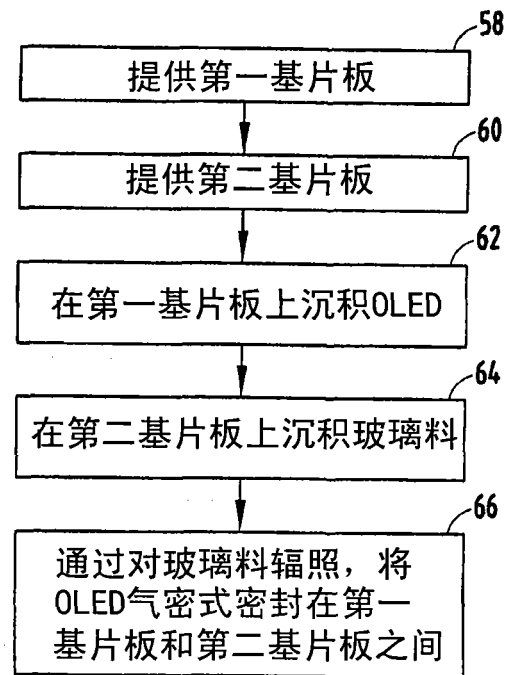 58
提供第一基片板
60
提供第二基片板
62
在第一基片板上沉积OLED
64
在第二基片板上沉积玻璃料
66
通过对玻璃料辐照，将
OLED气密式密封在第一
基片板和第二基片板之间